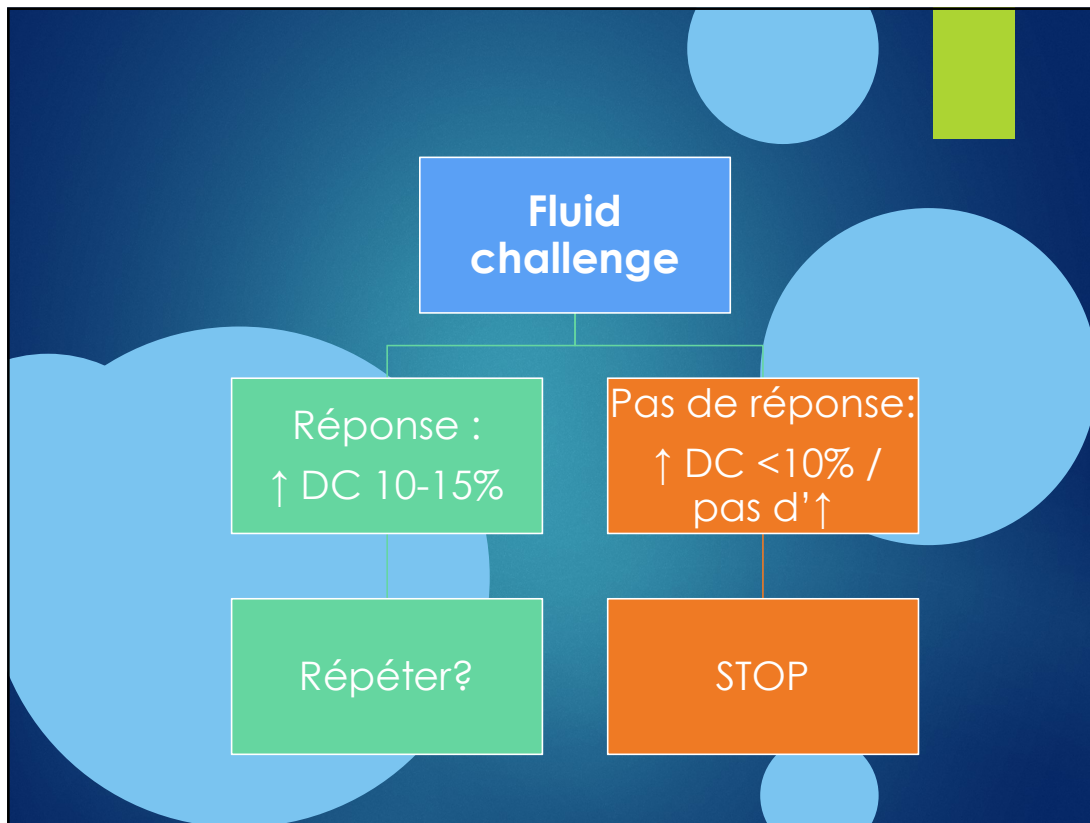 Fluid
challenge
Réponse :
↑ DC 10-15%
Pas de réponse:
↑ DC <10% /
pas d’↑
Répéter?
STOP